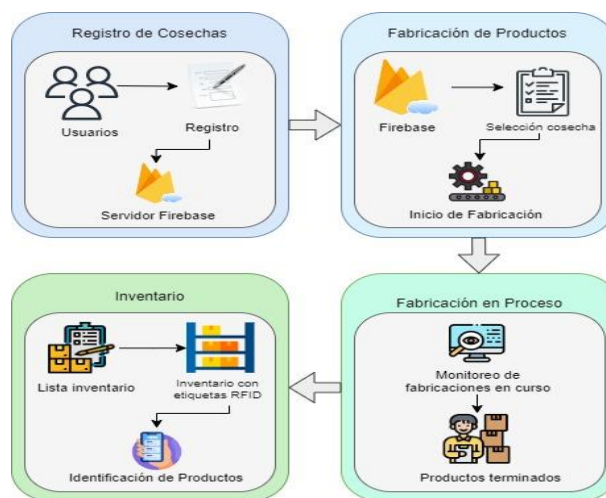 Registro de Cosechas
Usuarios
Registro
Servidor Firebase
Fabricación de Productos
Firebase
Selección cosecha
Inicio de Fabricación
Inventario
Lista inventario
Inventario con
etiquetas RFID
Identificación de Productos
Fabricación en Proceso
Monitoreo de
fabricaciones en curso
Productos terminados